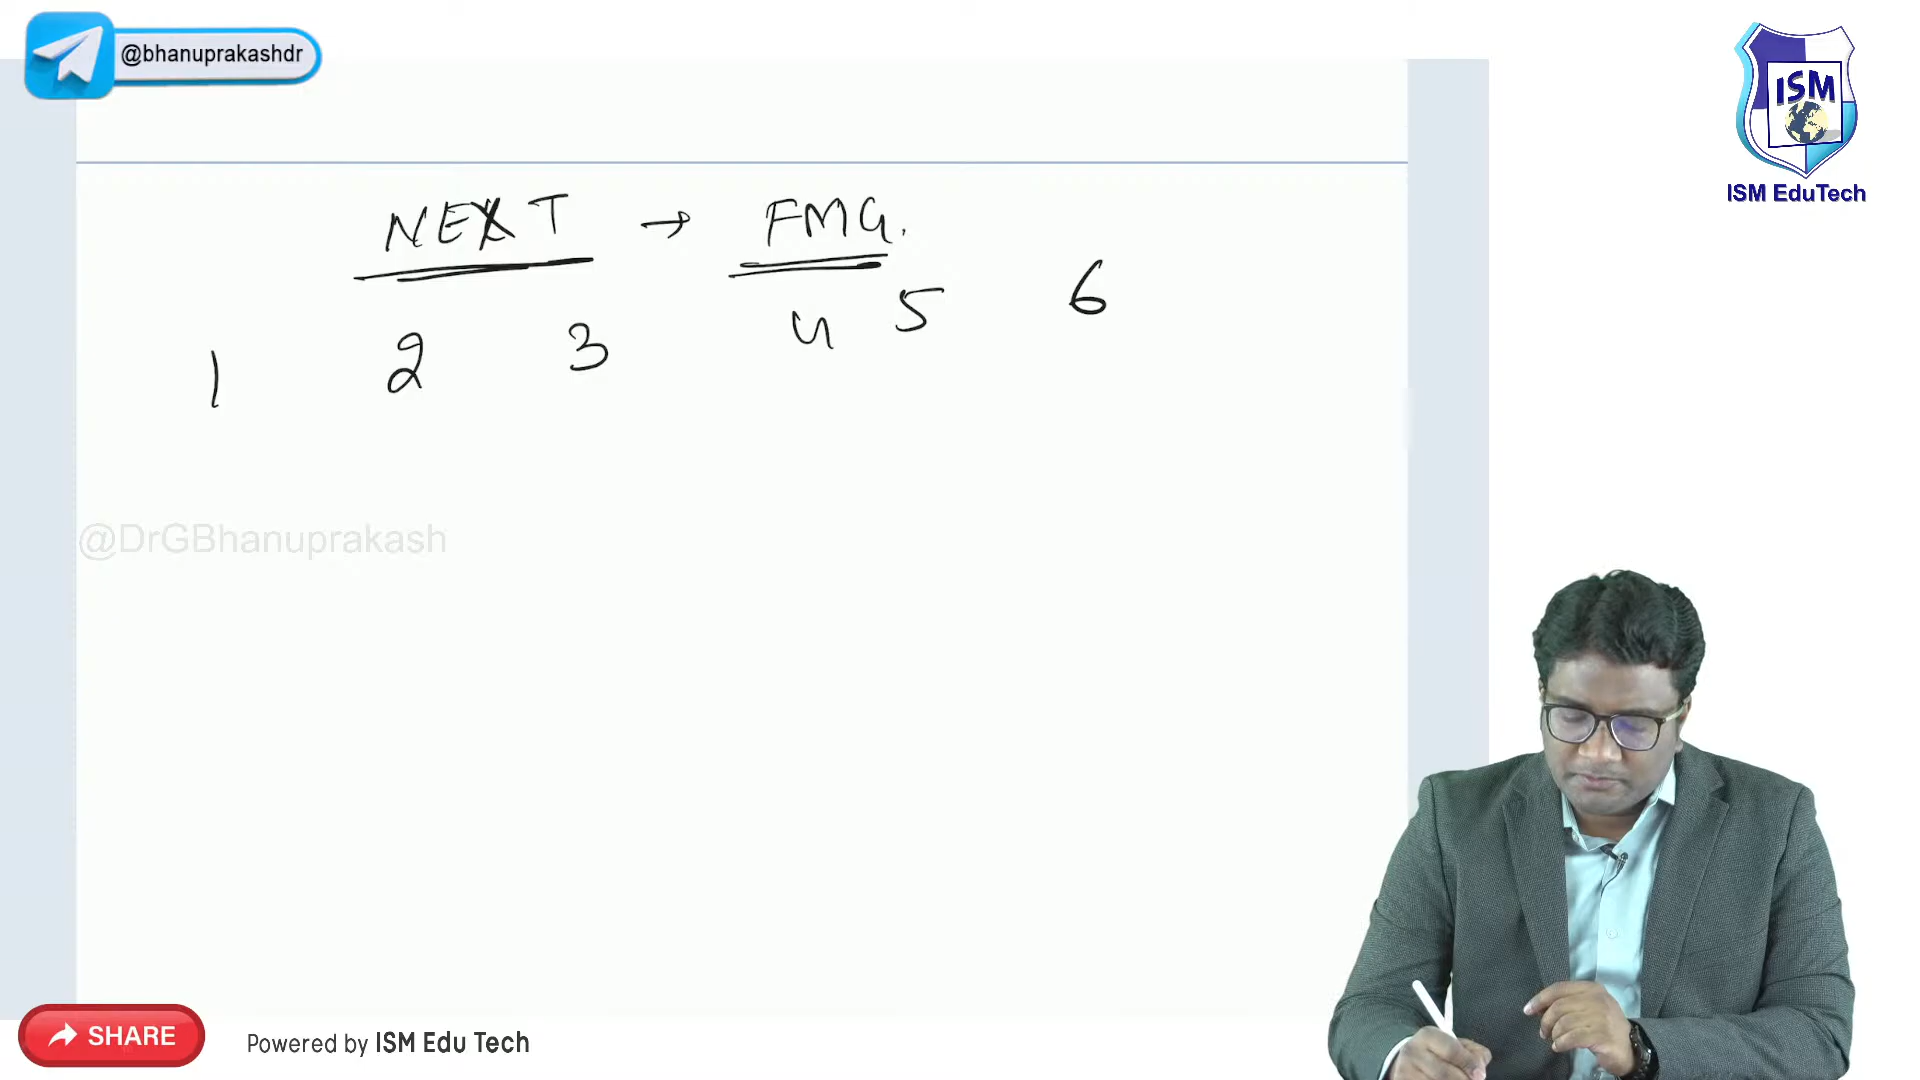 @bhanuprakashdr
ISM
ISM EduTech
NEXT → FMG.
1 2 3 4 5 6
@DrGBhanuprakash
SHARE
Powered by ISM Edu Tech